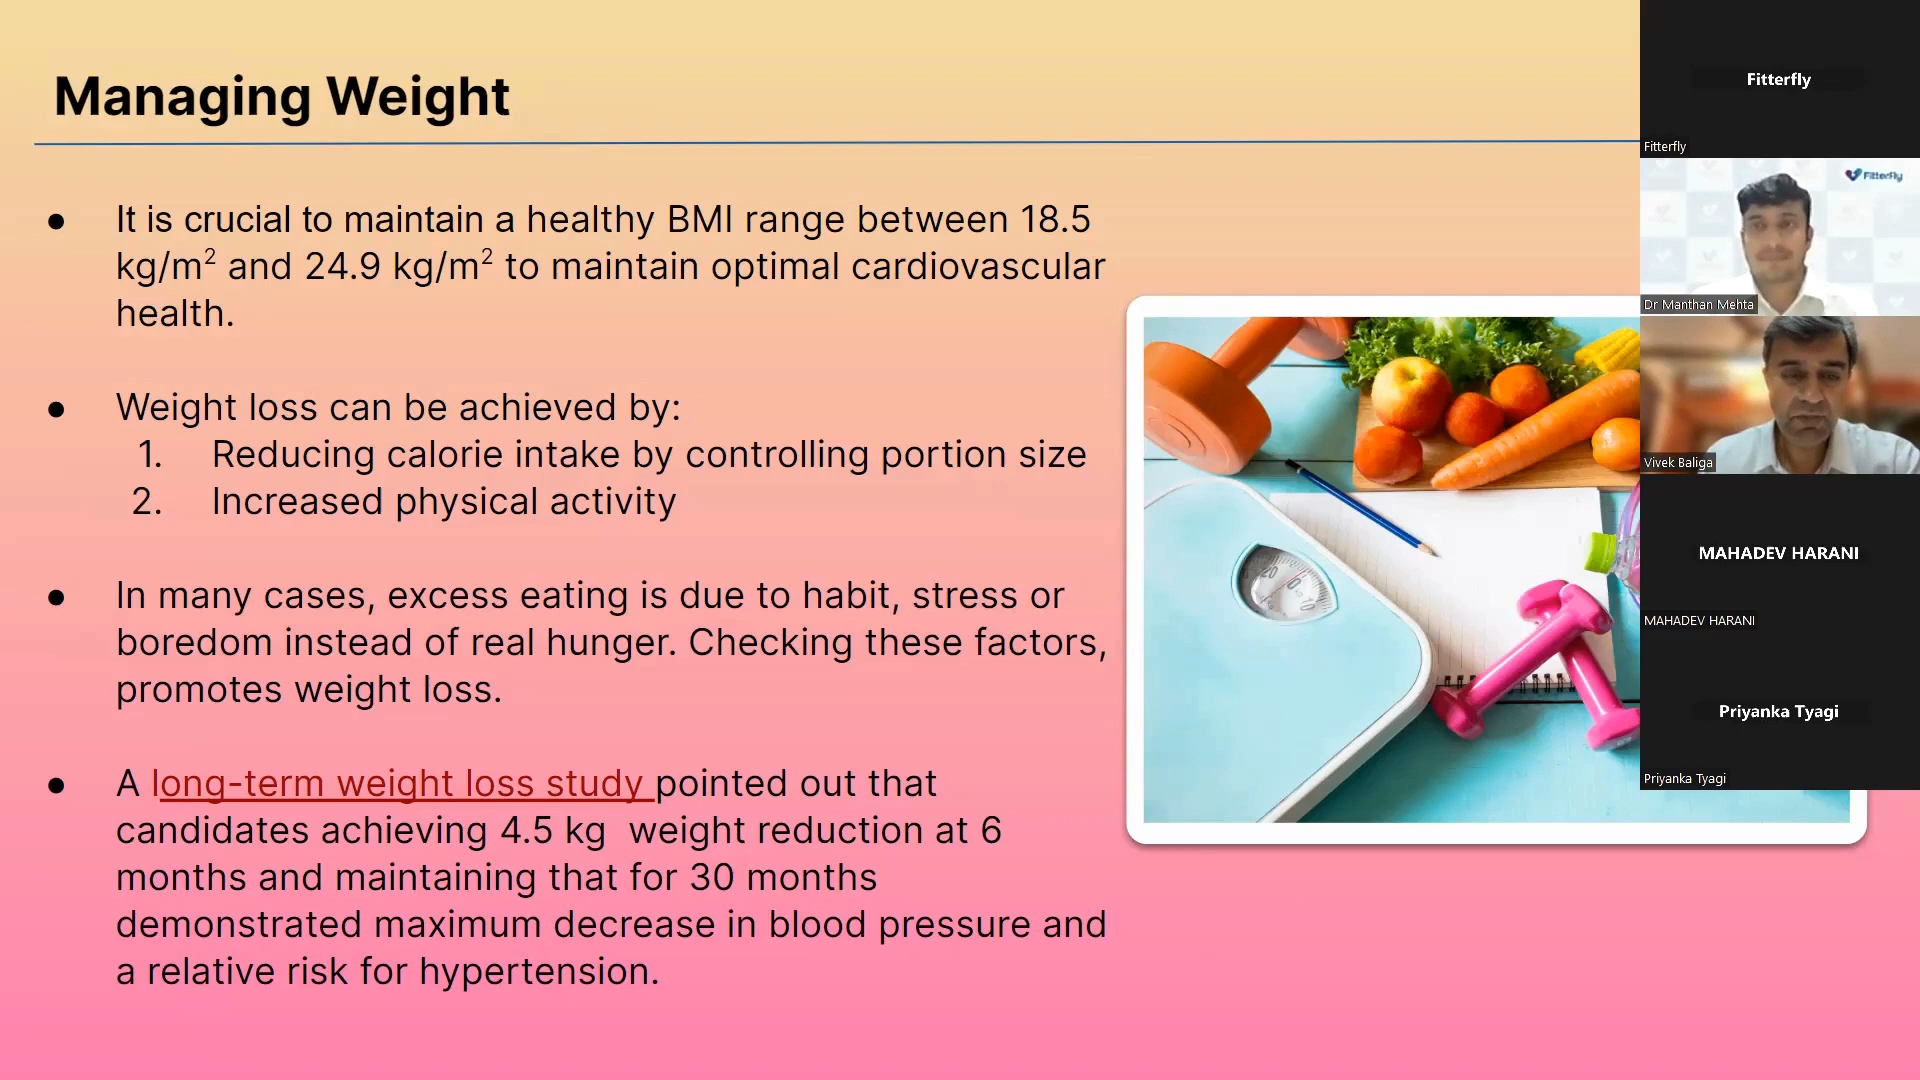 Managing Weight
● It is crucial to maintain a healthy BMI range between 18.5
kg/m² and 24.9 kg/m² to maintain optimal cardiovascular
health.
● Weight loss can be achieved by:
1. Reducing calorie intake by controlling portion size
2. Increased physical activity
● In many cases, excess eating is due to habit, stress or
boredom instead of real hunger. Checking these factors,
promotes weight loss.
● A long-term weight loss study pointed out that
candidates achieving 4.5 kg weight reduction at 6
months and maintaining that for 30 months
demonstrated maximum decrease in blood pressure and
a relative risk for hypertension.
Fitterfly
Fitterfly
Fitterfly
Dr Manthan Mehta
Vivek Baliga
MAHADEV HARANI
MAHADEV HARANI
Priyanka Tyagi
Priyanka Tyagi